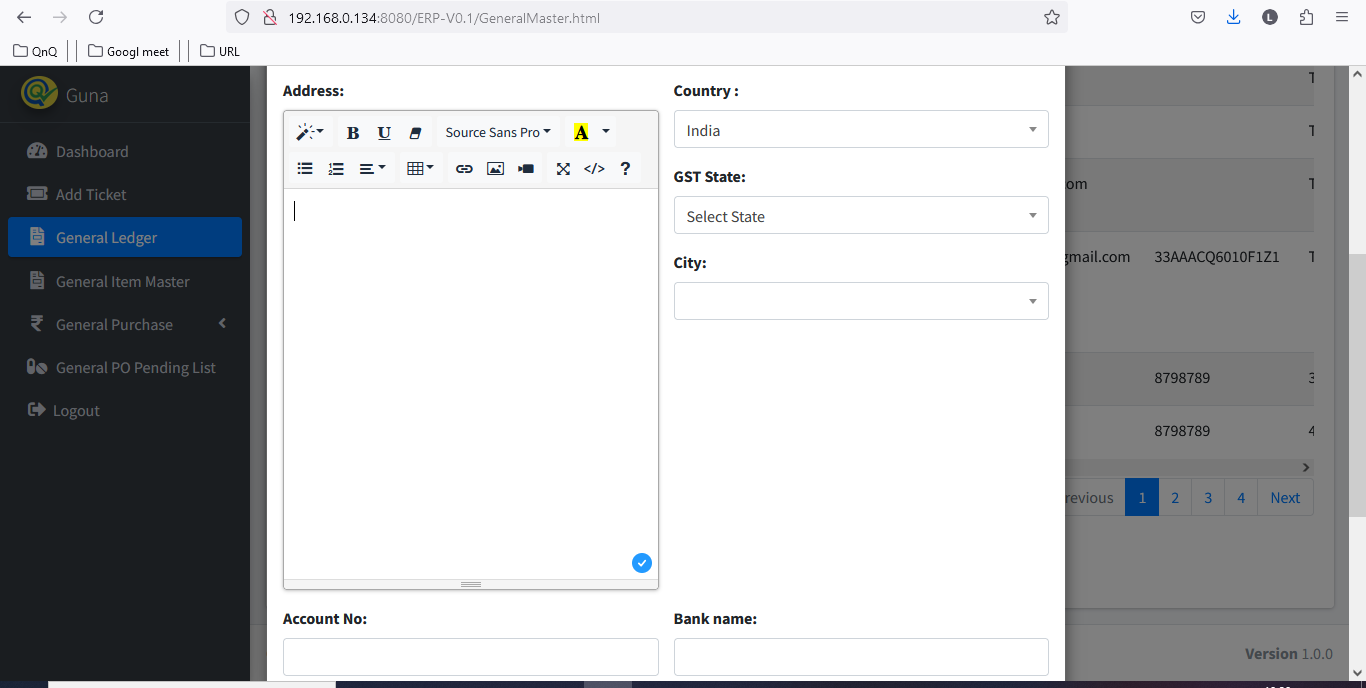 192.168.0.134:8080/ERP-V0.1/GeneralMaster.html
L
QnQ
Googl meet
URL
Guna
Dashboard
Add Ticket
General Ledger
General Item Master
General Purchase
General PO Pending List
Logout
Address:
B U Source Sans Pro A
</> ?
Country :
India
GST State:
Select State
City:
Account No:
Bank name:
om
gmail.com 33AAACQ6010F1Z1
8798789 3
8798789 4
revious 1 2 3 4 Next
Version 1.0.0